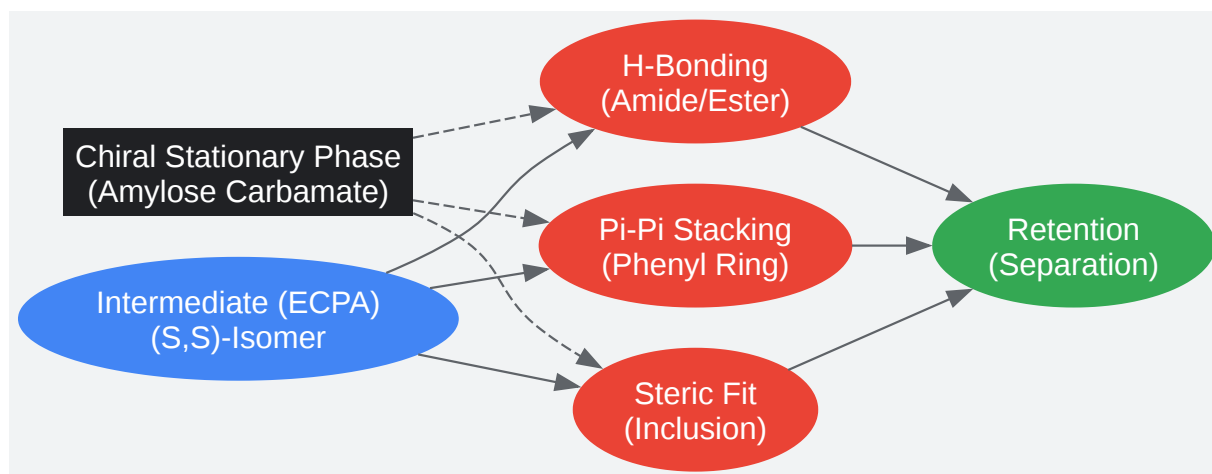 H-Bonding
(Amide/Ester)
Chiral Stationary Phase
(Amylose Carbamate)
Pi-Pi Stacking
(Phenyl Ring)
Retention
(Separation)
Intermediate (ECPA)
(S,S)-Isomer
Steric Fit
(Inclusion)